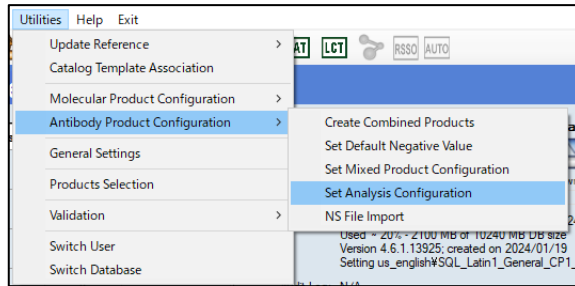 Utilities Help Exit
Update Reference >
AT LCT RSSO AUTO
Catalog Template Association
Molecular Product Configuration >
Antibody Product Configuration >
Create Combined Products
General Settings
Set Default Negative Value
Products Selection
Set Mixed Product Configuration
Set Analysis Configuration
Validation >
NS File Import
Used ~ 20% - 2100 MB of 10240 MB DB size
Switch User
Version 4.6.1.13925; created on 2024/01/19
Switch Database
Setting us_english¥SQL_Latin1_General_CP1_
N/A